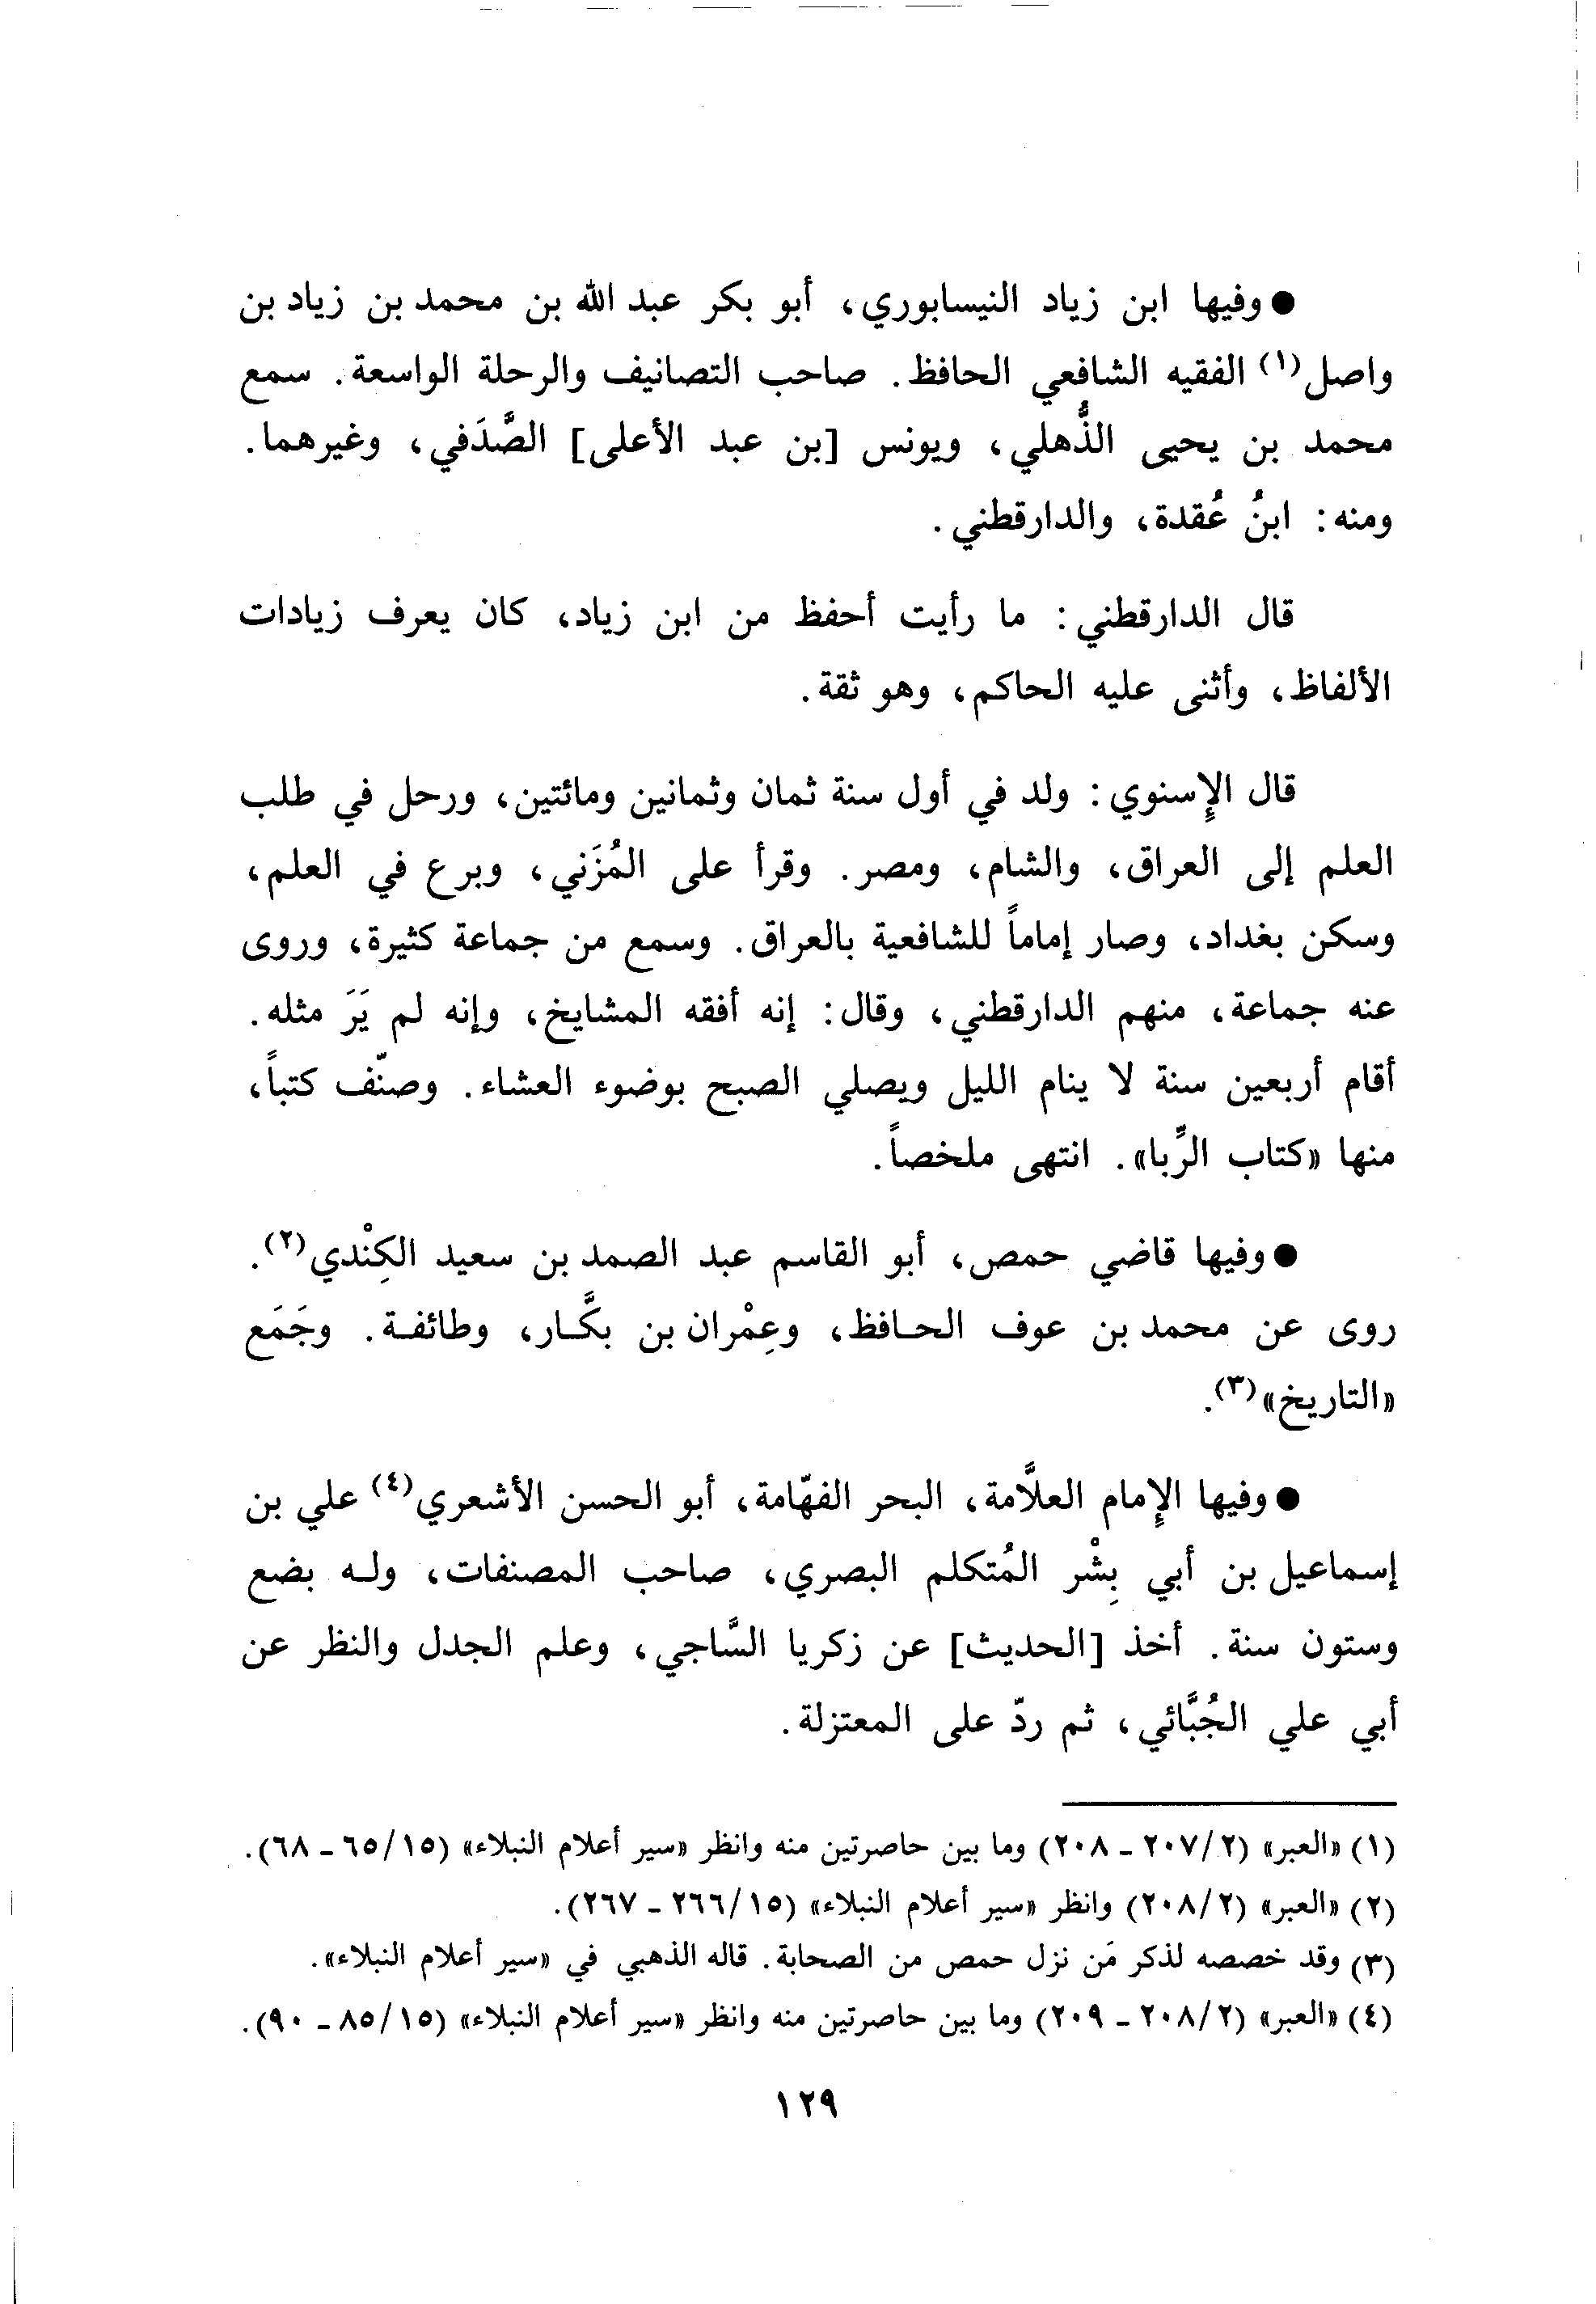 ● وفيها ابن زياد النيسابوري، أبو بكر عبد الله بن محمد بن زياد بن
واصل(١) الفقيه الشافعي الحافظ. صاحب التصانيف والرحلة الواسعة. سمع
محمد بن يحيى الذُّهلي، ويونس [بن عبد الأعلى] الصَّدَفي، وغيرهما.
ومنه: ابنُ عُقدة، والدارقطني.
قال الدارقطني: ما رأيت أحفظ من ابن زياد، كان يعرف زيادات
الألفاظ، وأثنى عليه الحاكم، وهو ثقة.
قال الإسنوي: ولد في أول سنة ثمان وثمانين ومائتين، ورحل في طلب
العلم إلى العراق، والشام، ومصر. وقرأ على المُزَني، وبرع في العلم،
وسكن بغداد، وصار إماماً للشافعية بالعراق. وسمع من جماعة كثيرة، وروى
عنه جماعة، منهم الدارقطني، وقال: إنه أفقه المشايخ، وإنه لم يَرَ مثله.
أقام أربعين سنة لا ينام الليل ويصلي الصبح بوضوء العشاء. وصنّف كتباً،
منها «كتاب الرِّبا». انتهى ملخصاً.
● وفيها قاضي حمص، أبو القاسم عبد الصمد بن سعيد الكِنْدي(٢).
روى عن محمد بن عوف الحـافظ، وعِمْران بن بكَّـار، وطائفـة. وجَمَع
«التاريخ»(٣).
● وفيها الإمام العلَّامة، البحر الفهّامة، أبو الحسن الأشعري(٤) علي بن
إسماعيل بن أبي بِشْر المُتكلم البصري، صاحب المصنفات، ولـه بضع
وستون سنة. أخذ [الحديث] عن زكريا السَّاجي، وعلم الجدل والنظر عن
أبي علي الجُبَّائي، ثم ردّ على المعتزلة.
(١) «العبر» (٢/٢٠٧ - ٢٠٨) وما بين حاصرتين منه وانظر «سير أعلام النبلاء» (١٥/٦٥ - ٦٨).
(٢) «العبر» (٢/٢٠٨) وانظر «سير أعلام النبلاء» (١٥/٢٦٦ - ٢٦٧).
(٣) وقد خصصه لذكر مَن نزل حمص من الصحابة. قاله الذهبي في «سير أعلام النبلاء».
(٤) «العبر» (٢/٢٠٨ - ٢٠٩) وما بين حاصرتين منه وانظر «سير أعلام النبلاء» (١٥/٨٥ - ٩٠).
١٢٩